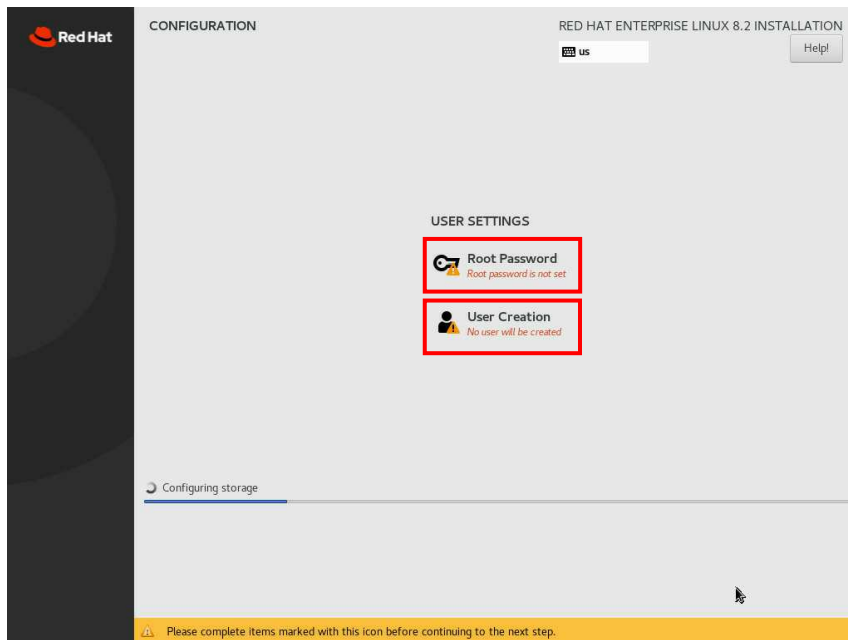 Red Hat
CONFIGURATION
RED HAT ENTERPRISE LINUX 8.2 INSTALLATION
us
Help!
USER SETTINGS
Root Password
Root password is not set
User Creation
No user will be created
Configuring storage
Please complete items marked with this icon before continuing to the next step.